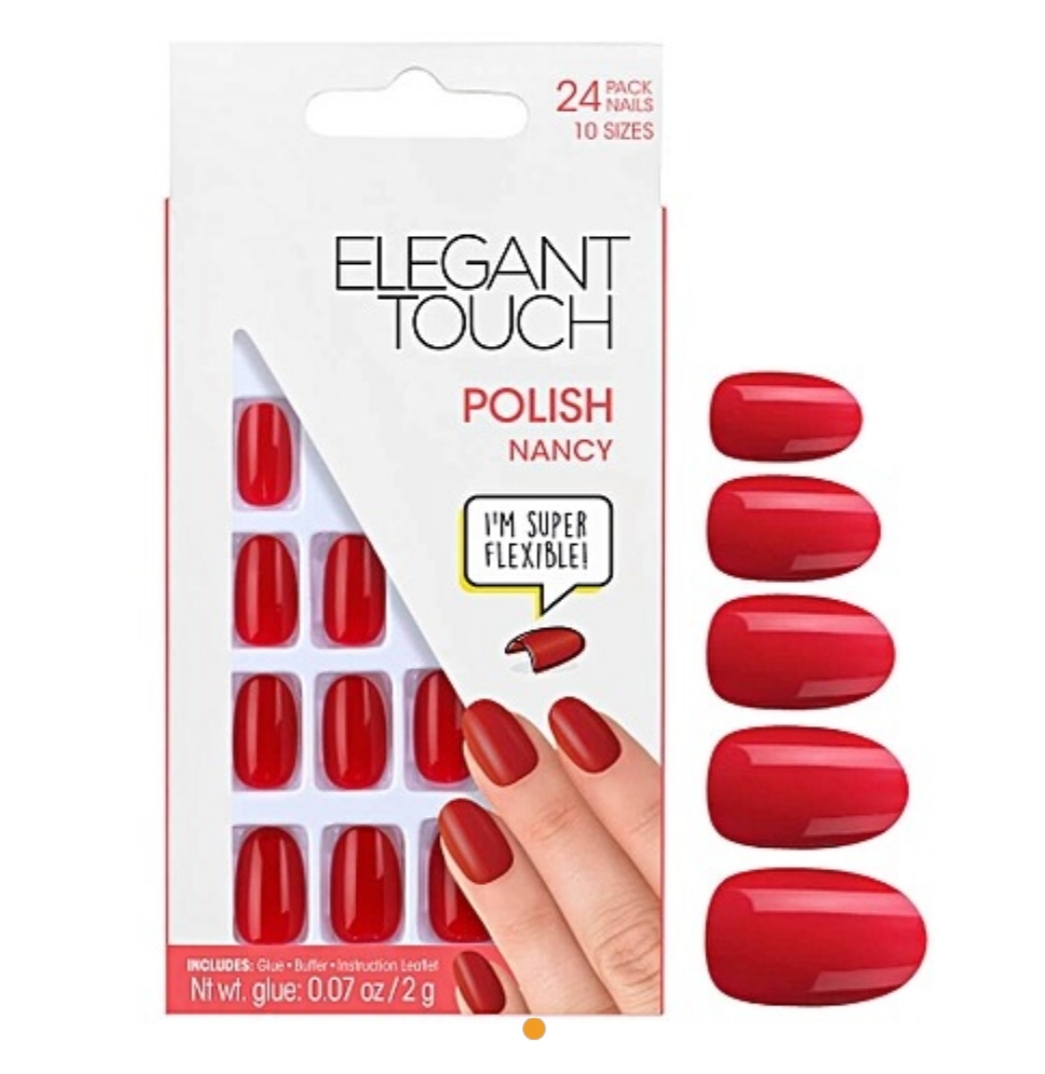 24 PACK NAILS
10 SIZES
ELEGANT
TOUCH
POLISH
NANCY
I'M SUPER
FLEXIBLE!
INCLUDES: Glue • Buffer • Instruction Leaflet
Nt wt. glue: 0.07 oz/2 g